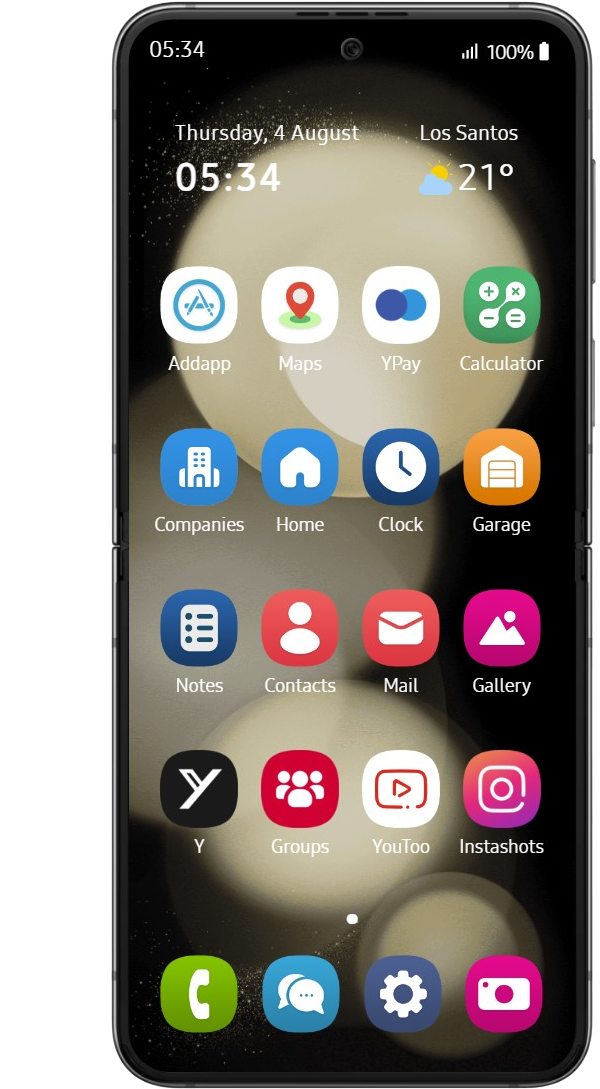 05:34 100%
Thursday, 4 August Los Santos
05:34 21°
Addapp Maps YPay Calculator
Companies Home Clock Garage
Notes Contacts Mail Gallery
Y Groups YouToo Instashots